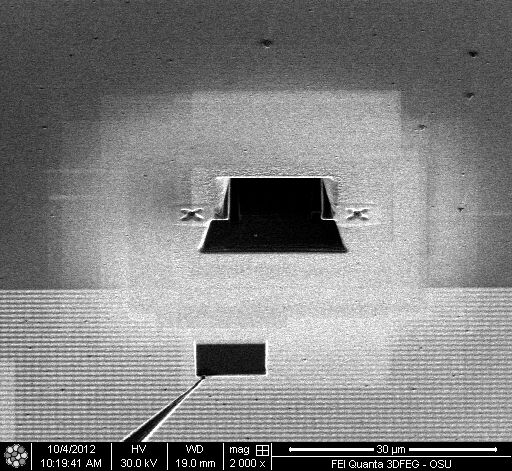 10/4/2012 HV WD mag 30 µm
10:19:41 AM 30.0 kV 19.0 mm 2 000 x FEI Quanta 3DFEG - OSU